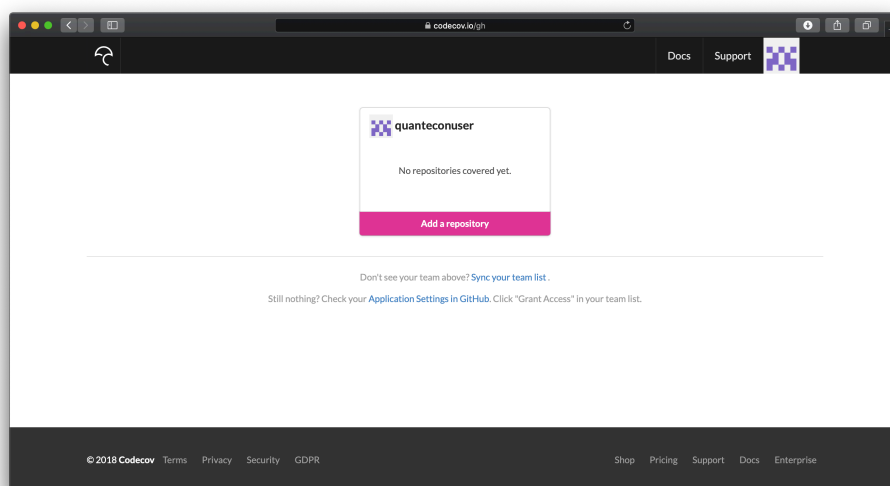 codecov.io/gh
Docs Support
quanteconuser
No repositories covered yet.
Add a repository
Don't see your team above? Sync your team list .
Still nothing? Check your Application Settings in GitHub. Click "Grant Access" in your team list.
© 2018 Codecov Terms Privacy Security GDPR Shop Pricing Support Docs Enterprise